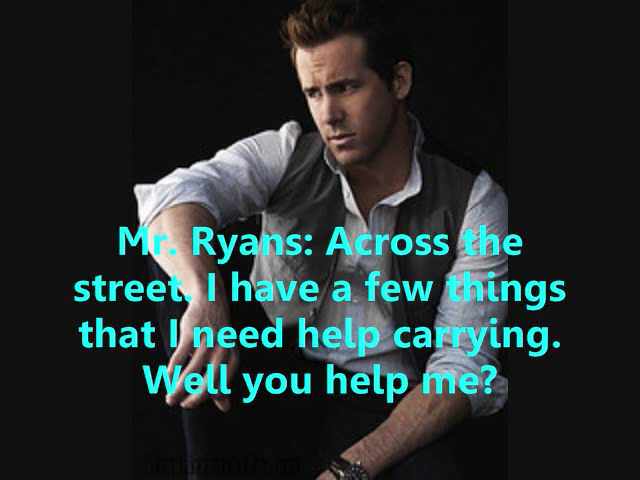 Mr. Ryans: Across the
street. I have a few things
that I need help carrying.
Well you help me?